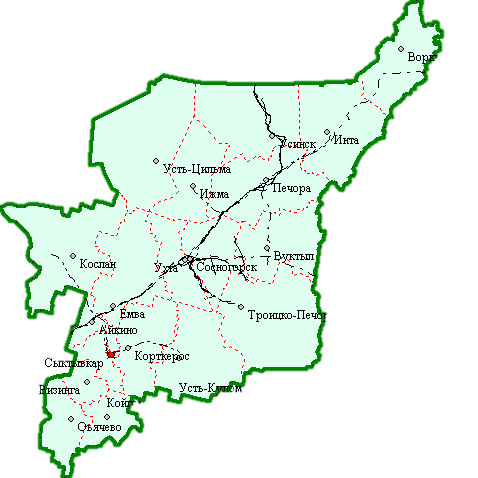 Ворк
Усинск
Инта
Усть-Цильма
Ижма
Печора
Кослан
Ухта
Сосногорск
Вуктыл
Емва
Троицко-Печог
Айкино
Сыктывкар
Корткерос
Визинга
Усть-Кулом
Койг
Объячево